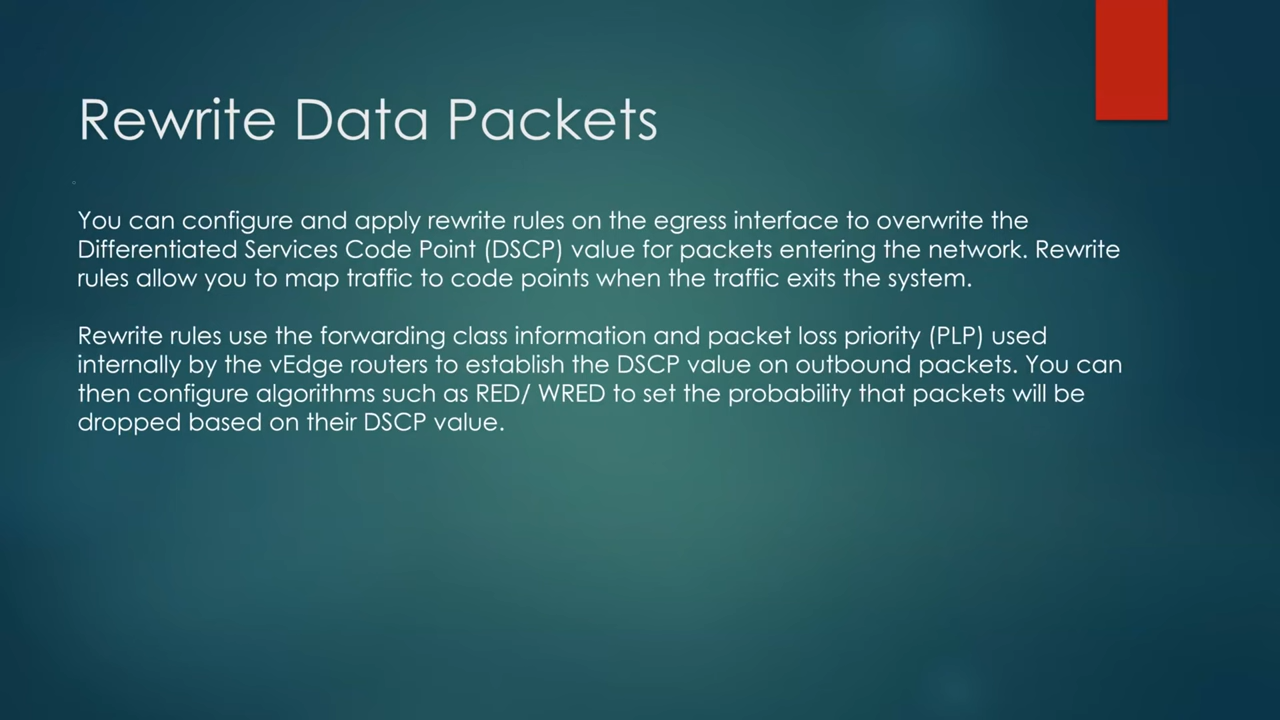 Rewrite Data Packets
You can configure and apply rewrite rules on the egress interface to overwrite the
Differentiated Services Code Point (DSCP) value for packets entering the network. Rewrite
rules allow you to map traffic to code points when the traffic exits the system.
Rewrite rules use the forwarding class information and packet loss priority (PLP) used
internally by the vEdge routers to establish the DSCP value on outbound packets. You can
then configure algorithms such as RED/ WRED to set the probability that packets will be
dropped based on their DSCP value.